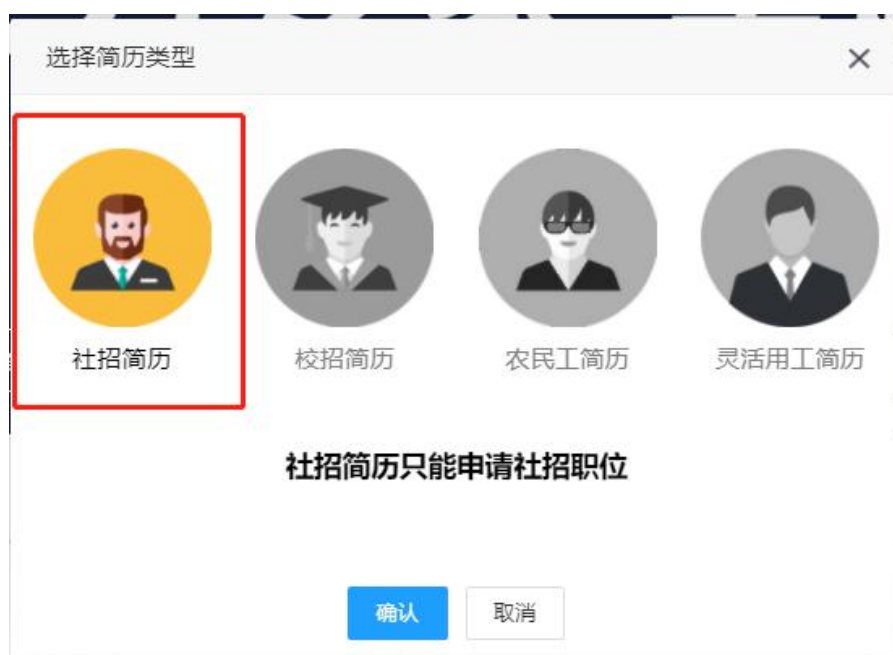 选择简历类型
社招简历
校招简历
农民工简历
灵活用工简历
社招简历只能申请社招职位
确认
取消